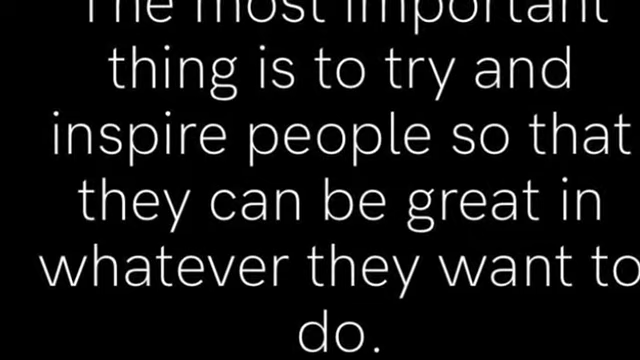 The most important
thing is to try and
inspire people so that
they can be great in
whatever they want to
do.